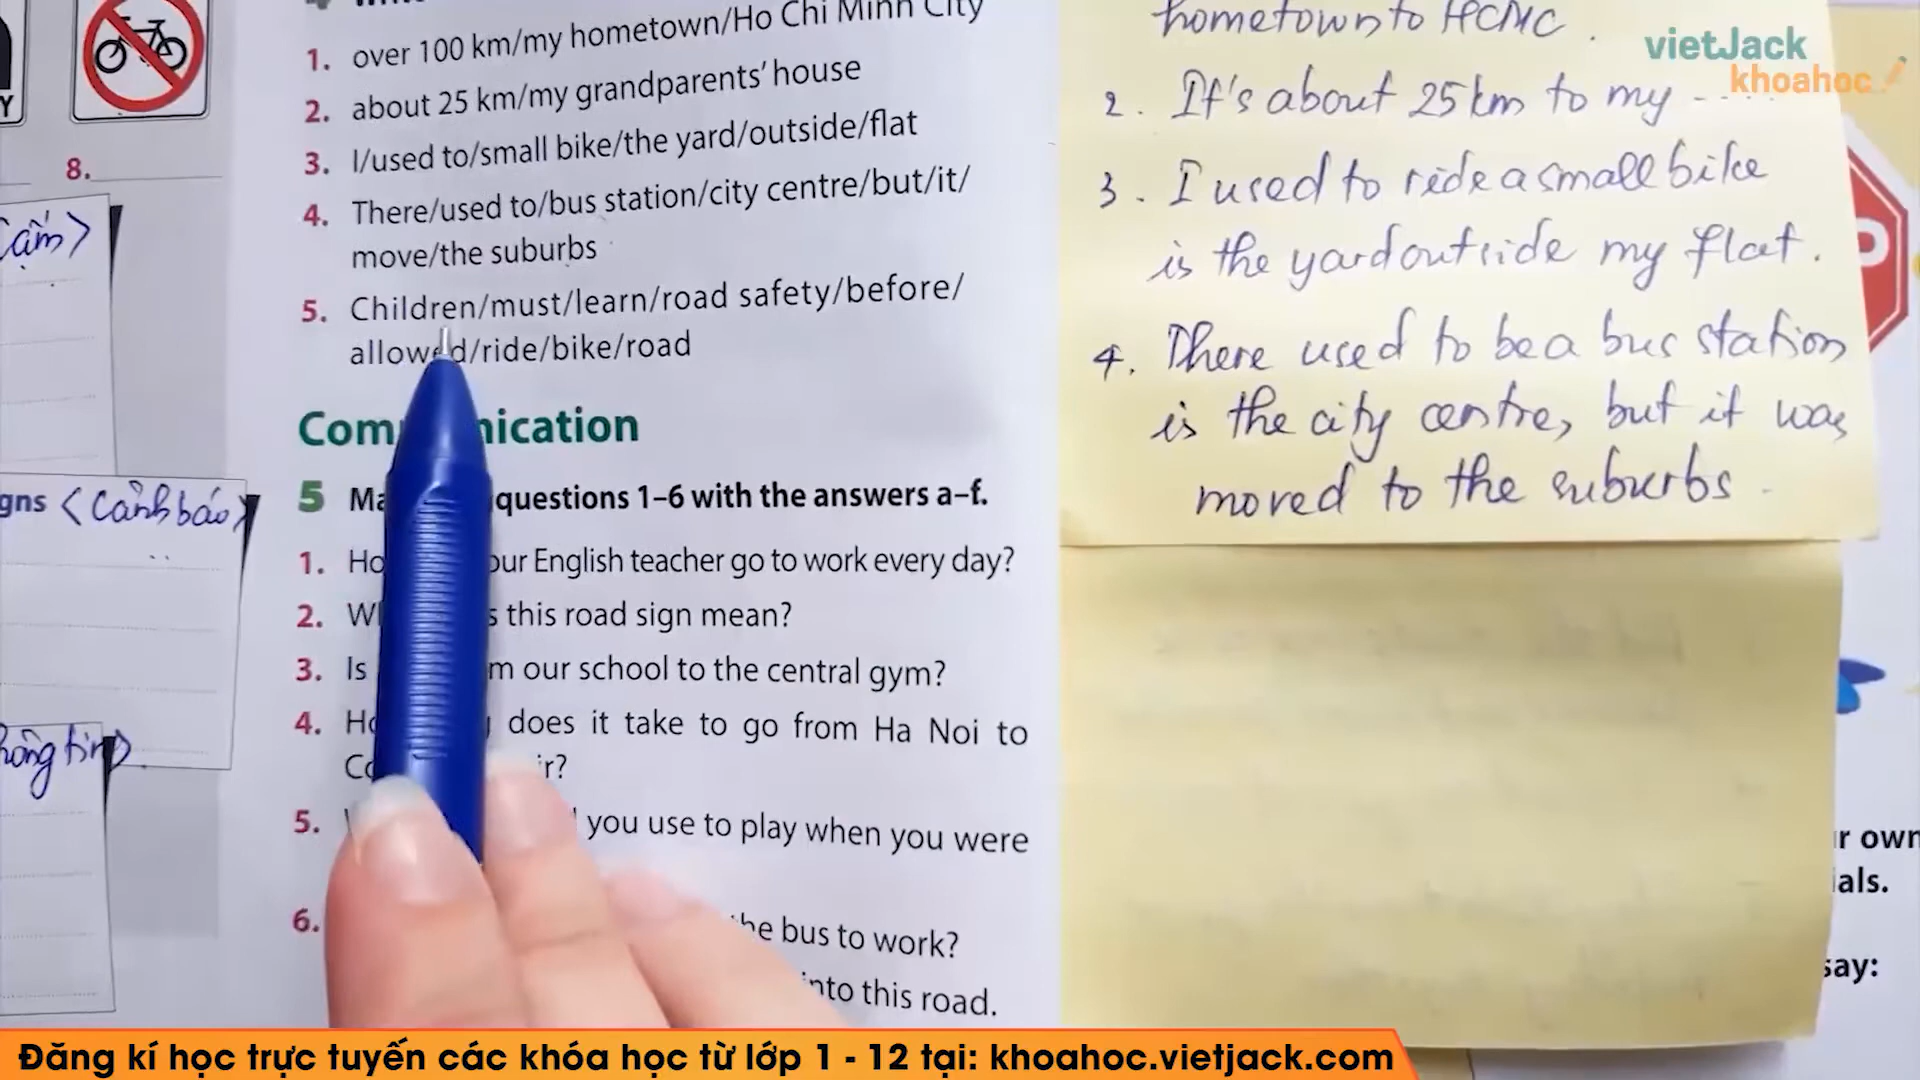 Y
8.
cấm>
gns <cảnh báo>
1. over 100 km/my hometown/Ho Chi Minh City
2. about 25 km/my grandparents' house
3. I/used to/small bike/the yard/outside/flat
4. There/used to/bus station/city centre/but/it/
move/the suburbs
5. Children/must/learn/road safety/before/
allowed/ride/bike/road
Com nication
5 Ma questions 1–6 with the answers a–f.
1. Ho our English teacher go to work every day?
2. Wh s this road sign mean?
3. Is m our school to the central gym?
4. Ho does it take to go from Ha Noi to
Co ir?
5. you use to play when you were
6. he bus to work?
into this road.
hometown to HCMC.
2. It's about 25 km to my ----
3. I used to ride a small bike
is the yard outside my flat.
4. There used to be a bus station
is the city centre, but it was
moved to the suburbs.
vietJack
khoahoc
r own
ials.
say:
Đăng kí học trực tuyến các khóa học từ lớp 1 - 12 tại: khoahoc.vietjack.com